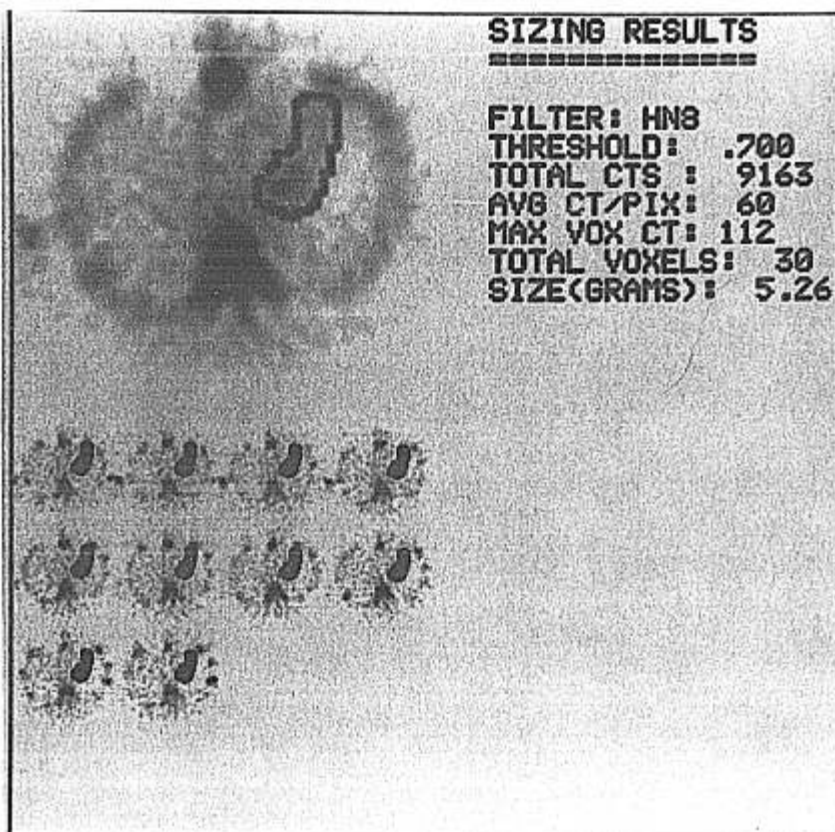 SIZING RESULTS
==============
FILTER: HN8
THRESHOLD: .700
TOTAL CTS : 9163
AVG CT/PIX: 60
MAX VOX CT: 112
TOTAL VOXELS: 30
SIZE(GRAMS): 5.26